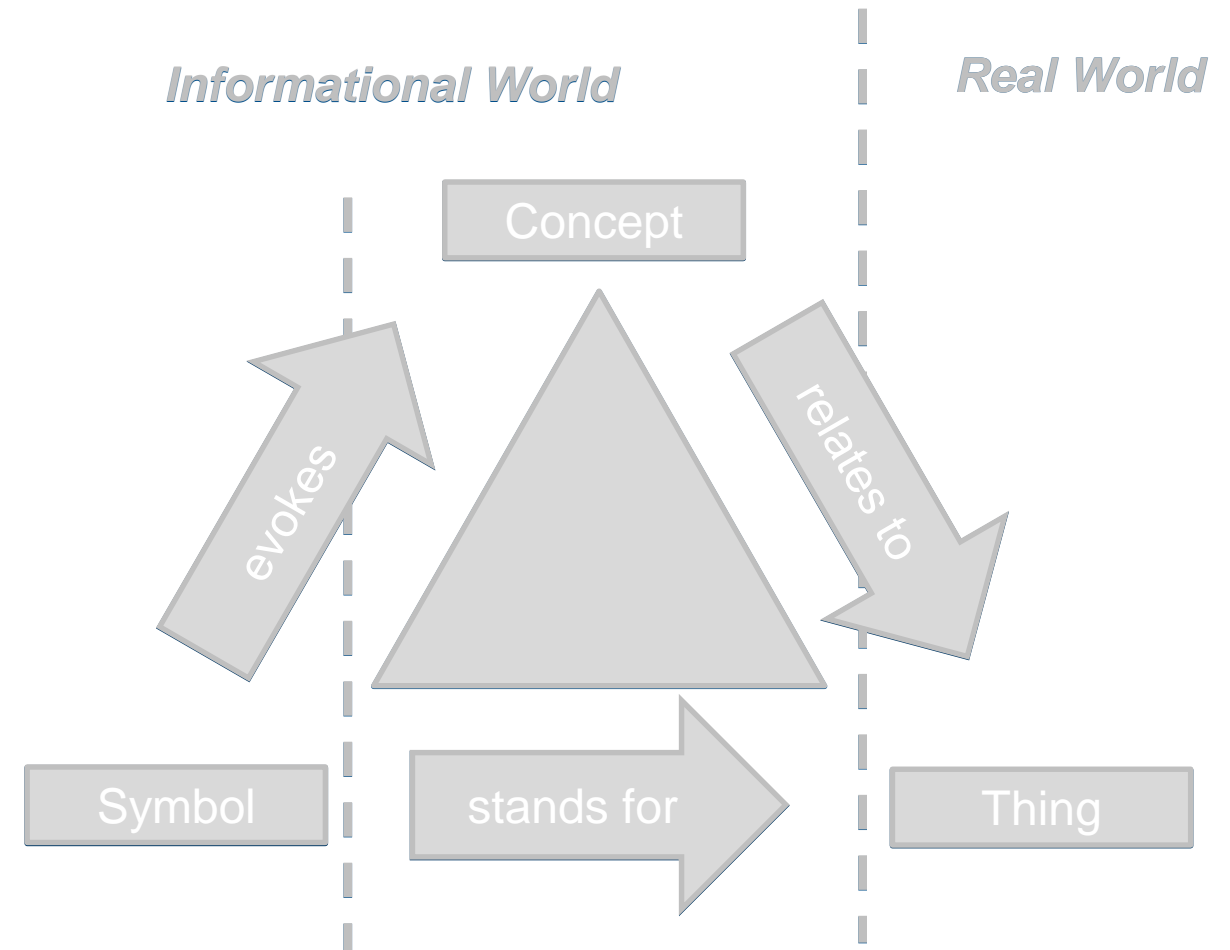 Informational World
Real World
Concept
evokes
relates to
Symbol
stands for
Thing